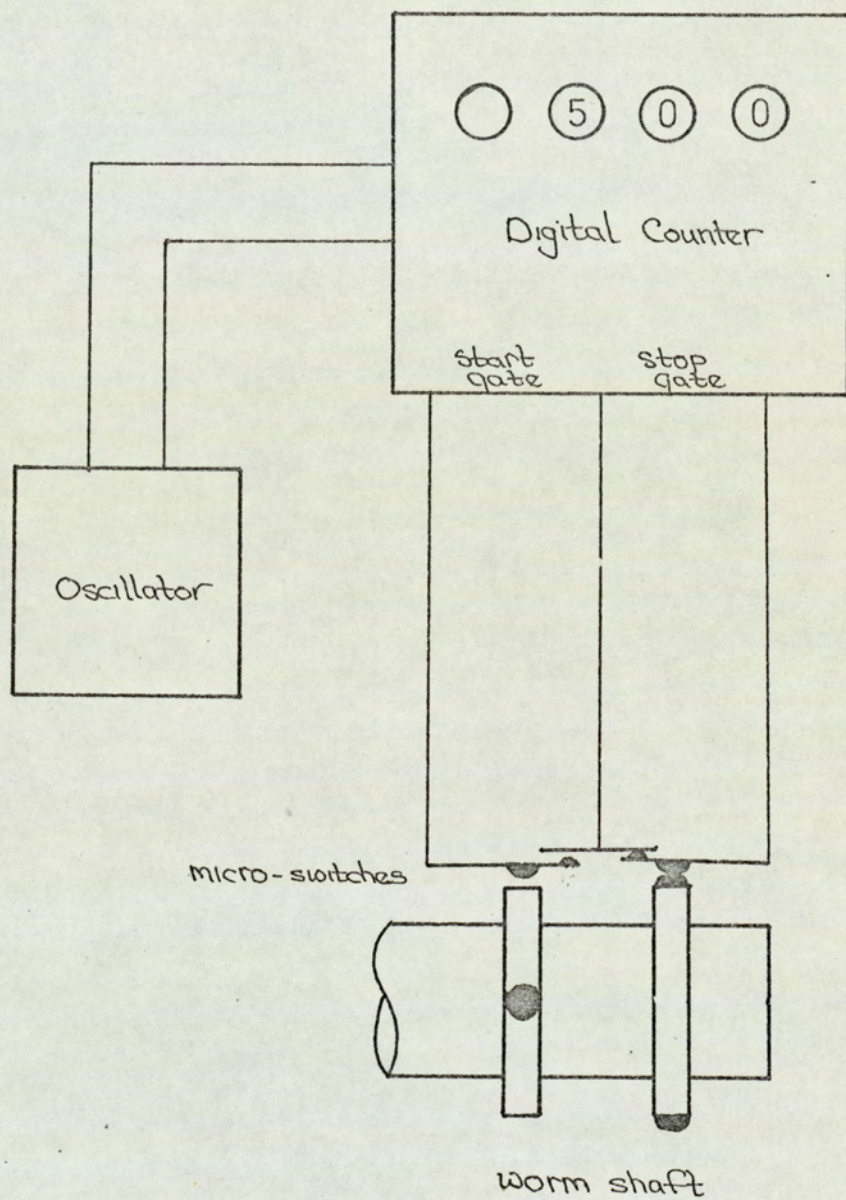 5 0 0
Digital Counter
start
gate
stop
gate
Oscillator
micro-switches
worm shaft